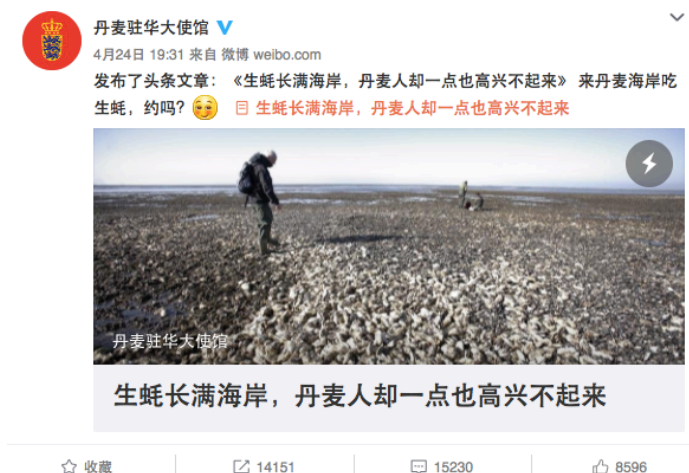 丹麦驻华大使馆
4月24日 19:31 来自 微博 weibo.com
发布了头条文章：《生蚝长满海岸，丹麦人却一点也高兴不起来》 来丹麦海岸吃
生蚝，约吗？ 生蚝长满海岸，丹麦人却一点也高兴不起来
丹麦驻华大使馆
生蚝长满海岸，丹麦人却一点也高兴不起来
收藏 14151 15230 8596